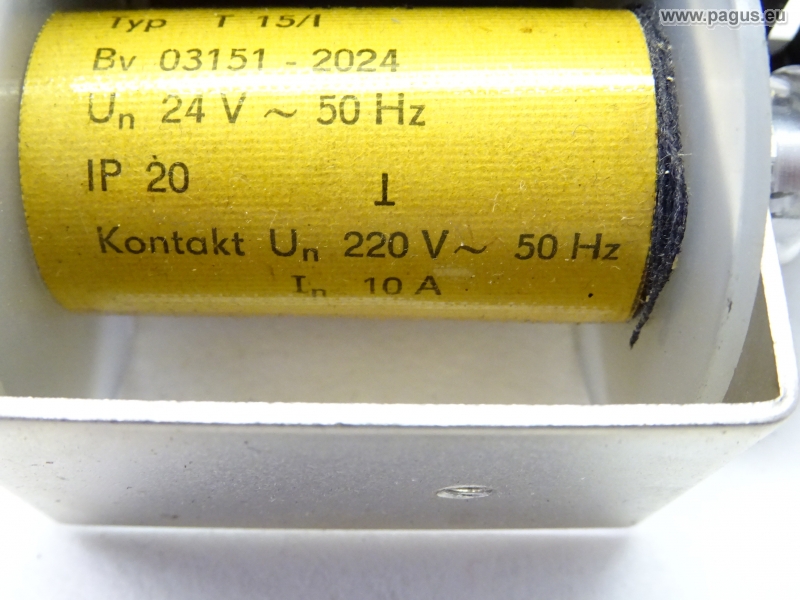 www.pagus.eu
Typ T 15/I
Bv 03151 - 2024
Un 24 V ~ 50 Hz
IP 20 ⊥
Kontakt Un 220 V ~ 50 Hz
In 10 A